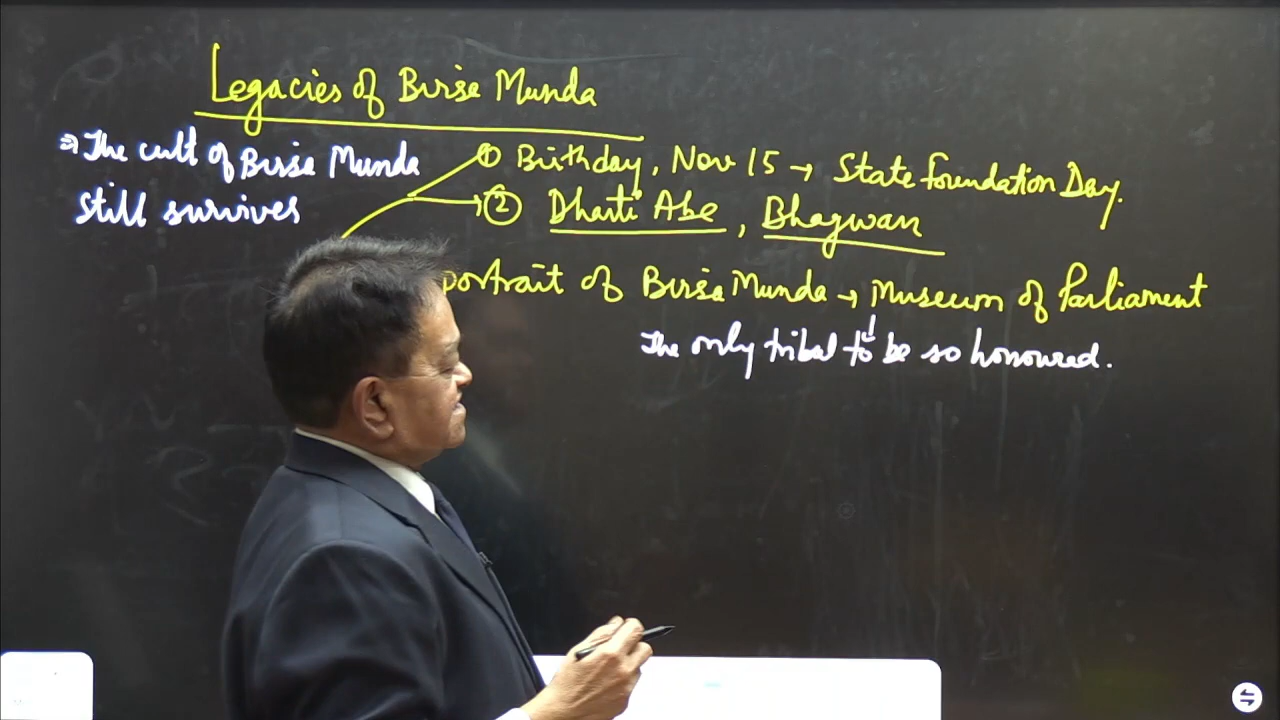 Legacies of Birsa Munda
⇒ The cult of Birsa Munda
still survives
① Birthday, Nov 15 → State Foundation Day.
② Dharti Abe, Bhagwan
portrait of Birsa Munda → Museum of Parliament
↓
The only tribal to be so honoured.